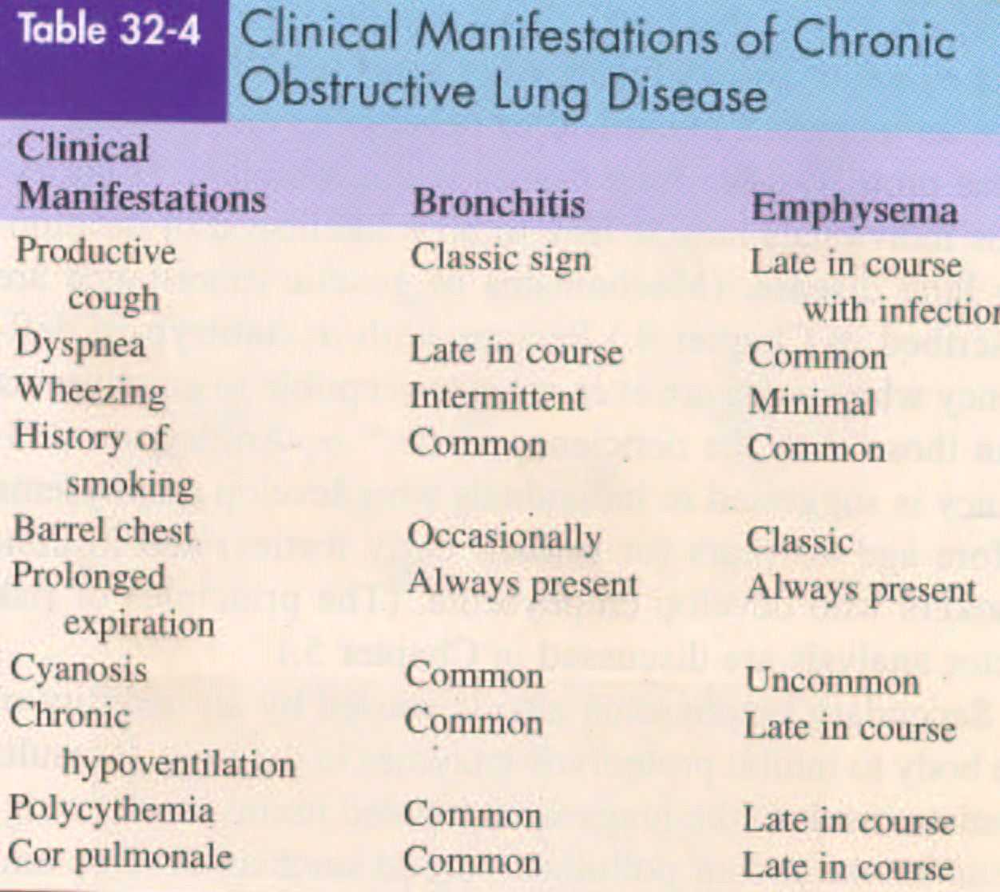 Table 32-4 Clinical Manifestations of Chronic
Obstructive Lung Disease
Clinical
Manifestations Bronchitis Emphysema
Productive Classic sign Late in course
cough with infection
Dyspnea Late in course Common
Wheezing Intermittent Minimal
History of Common Common
smoking
Barrel chest Occasionally Classic
Prolonged Always present Always present
expiration
Cyanosis Common Uncommon
Chronic Common Late in course
hypoventilation
Polycythemia Common Late in course
Cor pulmonale Common Late in course